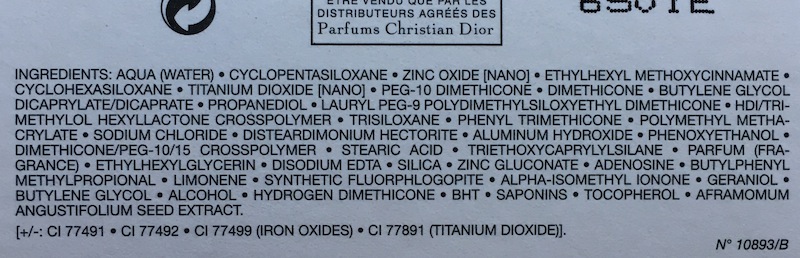 ÊTRE VENDU QUE PAR LES
DISTRIBUTEURS AGRÉÉS DES
Parfums Christian Dior
INGREDIENTS: AQUA (WATER) • CYCLOPENTASILOXANE • ZINC OXIDE [NANO] • ETHYLHEXYL METHOXYCINNAMATE •
CYCLOHEXASILOXANE • TITANIUM DIOXIDE [NANO] • PEG-10 DIMETHICONE • DIMETHICONE • BUTYLENE GLYCOL
DICAPRYLATE/DICAPRATE • PROPANEDIOL • LAURYL PEG-9 POLYDIMETHYLSILOXYETHYL DIMETHICONE • HDI/TRI-
METHYLOL HEXYLLACTONE CROSSPOLYMER • TRISILOXANE • PHENYL TRIMETHICONE • POLYMETHYL METHA-
CRYLATE • SODIUM CHLORIDE • DISTEARDIMONIUM HECTORITE • ALUMINUM HYDROXIDE • PHENOXYETHANOL •
DIMETHICONE/PEG-10/15 CROSSPOLYMER • STEARIC ACID • TRIETHOXYCAPRYLYLSILANE • PARFUM (FRA-
GRANCE) • ETHYLHEXYLGLYCERIN • DISODIUM EDTA • SILICA • ZINC GLUCONATE • ADENOSINE • BUTYLPHENYL
METHYLPROPIONAL • LIMONENE • SYNTHETIC FLUORPHLOGOPITE • ALPHA-ISOMETHYL IONONE • GERANIOL •
BUTYLENE GLYCOL • ALCOHOL • HYDROGEN DIMETHICONE • BHT • SAPONINS • TOCOPHEROL • AFRAMOMUM
ANGUSTIFOLIUM SEED EXTRACT.
[+/-: CI 77491 • CI 77492 • CI 77499 (IRON OXIDES) • CI 77891 (TITANIUM DIOXIDE)].
N° 10893/B